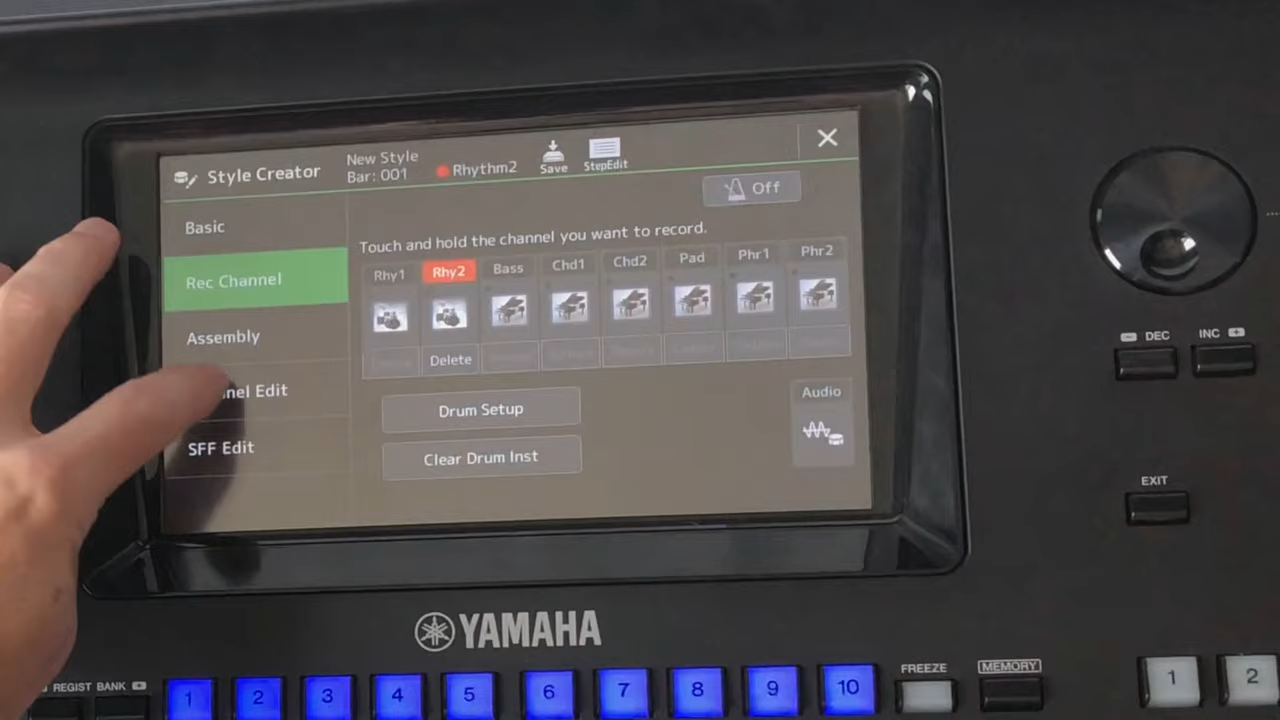 Style Creator
New Style
Bar: 001
Rhythm2
Save
StepEdit
Off
Basic
Rec Channel
Assembly
nel Edit
SFF Edit
Touch and hold the channel you want to record.
Rhy1 Rhy2 Bass Chd1 Chd2 Pad Phr1 Phr2
Delete
Drum Setup
Clear Drum Inst
Audio
DEC INC
EXIT
YAMAHA
REGIST BANK
1 2 3 4 5 6 7 8 9 10
FREEZE
MEMORY
1 2